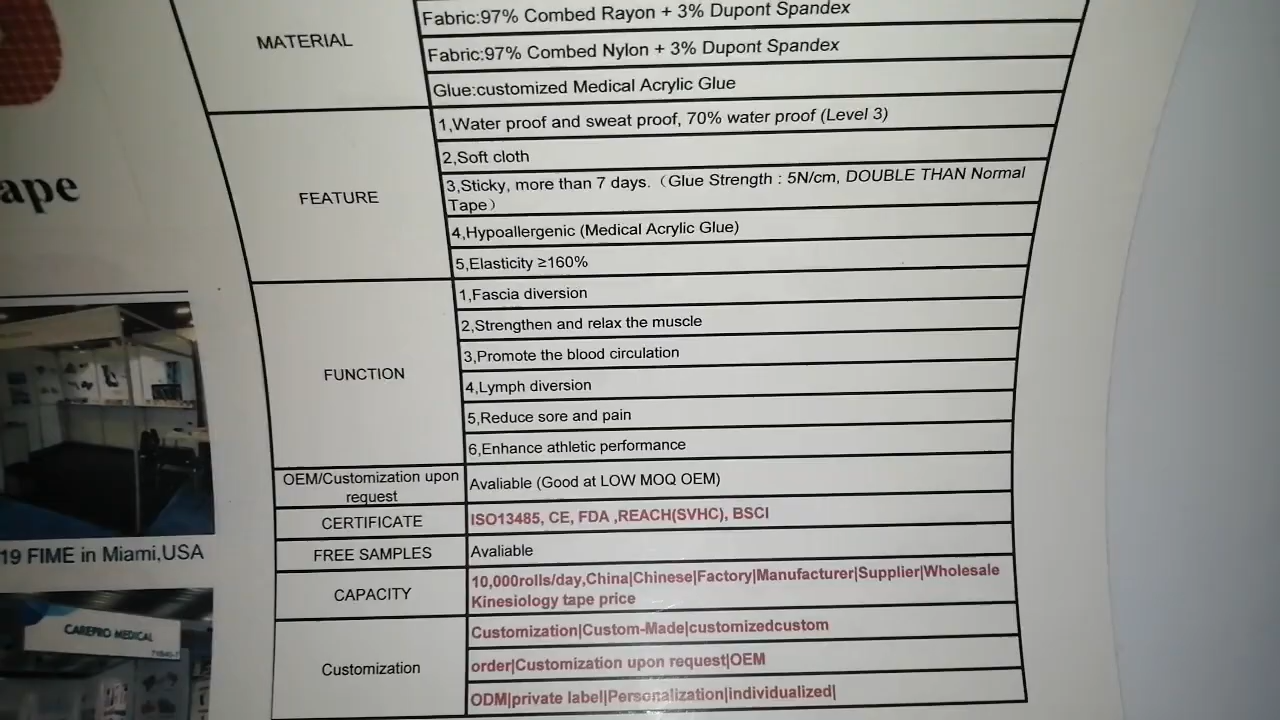 MATERIAL
Fabric:97% Combed Rayon + 3% Dupont Spandex
Fabric:97% Combed Nylon + 3% Dupont Spandex
Glue:customized Medical Acrylic Glue
FEATURE
1,Water proof and sweat proof, 70% water proof (Level 3)
2,Soft cloth
3,Sticky, more than 7 days.（Glue Strength : 5N/cm, DOUBLE THAN Normal
Tape）
4,Hypoallergenic (Medical Acrylic Glue)
5,Elasticity ≥160%
FUNCTION
1,Fascia diversion
2,Strengthen and relax the muscle
3,Promote the blood circulation
4,Lymph diversion
5,Reduce sore and pain
6,Enhance athletic performance
OEM/Customization upon
request
Avaliable (Good at LOW MOQ OEM)
CERTIFICATE
ISO13485, CE, FDA ,REACH(SVHC), BSCI
FREE SAMPLES
Avaliable
CAPACITY
10,000rolls/day,China|Chinese|Factory|Manufacturer|Supplier|Wholesale
Kinesiology tape price
Customization
Customization|Custom-Made|customizedcustom
order|Customization upon request|OEM
ODM|private label|Personalization|individualized|
ape
19 FIME in Miami,USA
CAREPRO MEDICAL